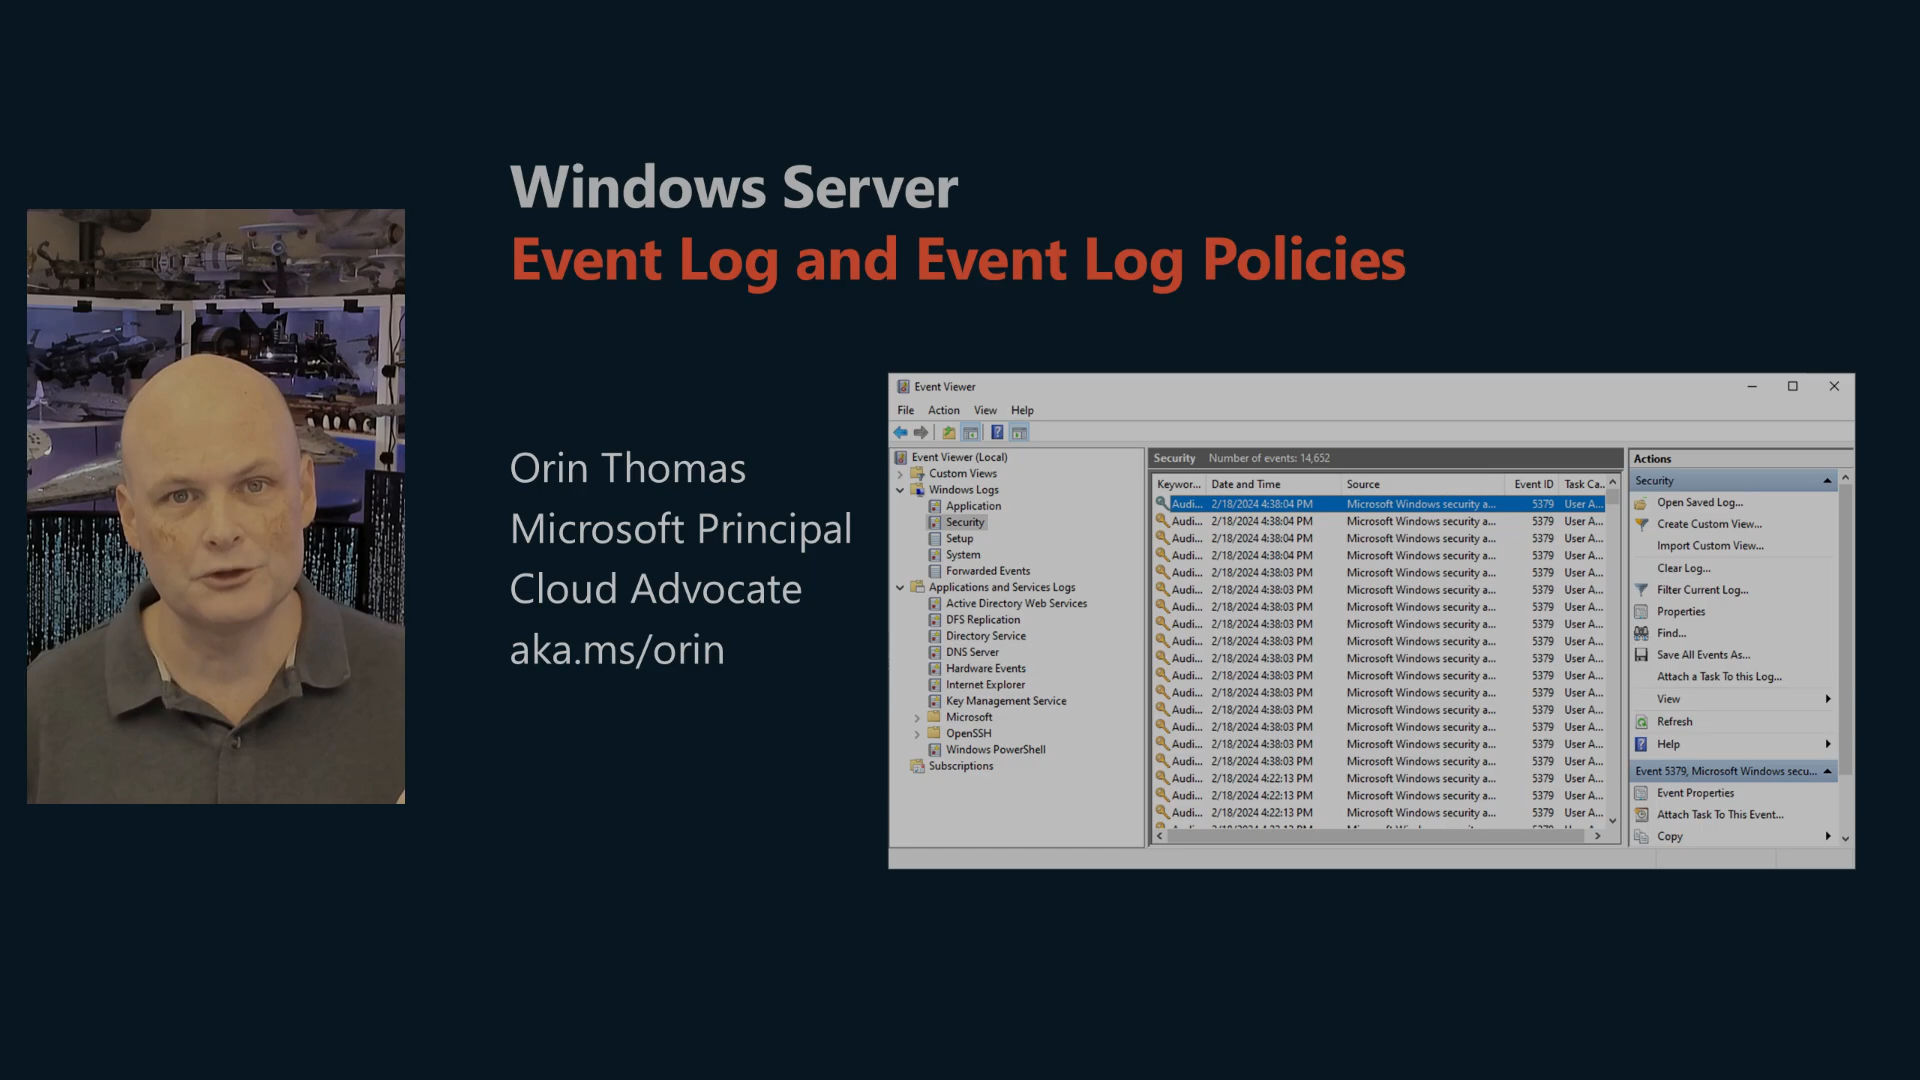 Windows Server
Event Log and Event Log Policies
Orin Thomas
Microsoft Principal
Cloud Advocate
aka.ms/orin
Event Viewer
File Action View Help
Event Viewer (Local)
Custom Views
Windows Logs
Application
Security
Setup
System
Forwarded Events
Applications and Services Logs
Active Directory Web Services
DFS Replication
Directory Service
DNS Server
Hardware Events
Internet Explorer
Key Management Service
Microsoft
OpenSSH
Windows PowerShell
Subscriptions
Security Number of events: 14,652
Keywor... Date and Time Source Event ID Task Ca...
Audi... 2/18/2024 4:38:04 PM Microsoft Windows security a... 5379 User A...
Audi... 2/18/2024 4:38:04 PM Microsoft Windows security a... 5379 User A...
Audi... 2/18/2024 4:38:04 PM Microsoft Windows security a... 5379 User A...
Audi... 2/18/2024 4:38:04 PM Microsoft Windows security a... 5379 User A...
Audi... 2/18/2024 4:38:03 PM Microsoft Windows security a... 5379 User A...
Audi... 2/18/2024 4:38:03 PM Microsoft Windows security a... 5379 User A...
Audi... 2/18/2024 4:38:03 PM Microsoft Windows security a... 5379 User A...
Audi... 2/18/2024 4:38:03 PM Microsoft Windows security a... 5379 User A...
Audi... 2/18/2024 4:38:03 PM Microsoft Windows security a... 5379 User A...
Audi... 2/18/2024 4:38:03 PM Microsoft Windows security a... 5379 User A...
Audi... 2/18/2024 4:38:03 PM Microsoft Windows security a... 5379 User A...
Audi... 2/18/2024 4:38:03 PM Microsoft Windows security a... 5379 User A...
Audi... 2/18/2024 4:38:03 PM Microsoft Windows security a... 5379 User A...
Audi... 2/18/2024 4:38:03 PM Microsoft Windows security a... 5379 User A...
Audi... 2/18/2024 4:38:03 PM Microsoft Windows security a... 5379 User A...
Audi... 2/18/2024 4:38:03 PM Microsoft Windows security a... 5379 User A...
Audi... 2/18/2024 4:22:13 PM Microsoft Windows security a... 5379 User A...
Audi... 2/18/2024 4:22:13 PM Microsoft Windows security a... 5379 User A...
Audi... 2/18/2024 4:22:13 PM Microsoft Windows security a... 5379 User A...
Actions
Security
Open Saved Log...
Create Custom View...
Import Custom View...
Clear Log...
Filter Current Log...
Properties
Find...
Save All Events As...
Attach a Task To this Log...
View
Refresh
Help
Event 5379, Microsoft Windows secu...
Event Properties
Attach Task To This Event...
Copy